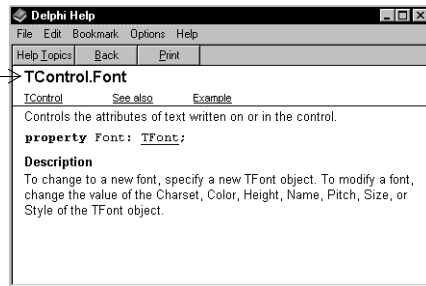 Delphi Help
File Edit Bookmark Options Help
Help Topics Back Print
TControl.Font
TControl See also Example
Controls the attributes of text written on or in the control.
property Font: TFont;
Description
To change to a new font, specify a new TFont object. To modify a font,
change the value of the Charset, Color, Height, Name, Pitch, Size, or
Style of the TFont object.